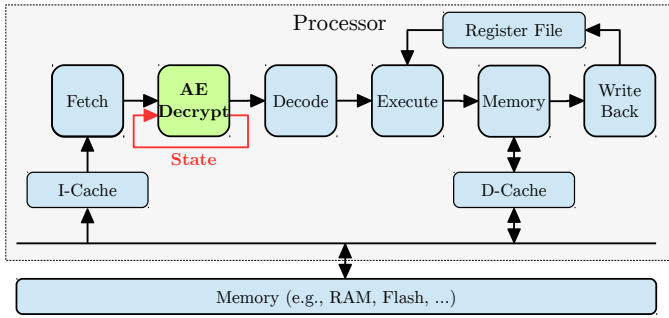 Processor
Register File
Fetch
AE
Decrypt
Decode
Execute
Memory
Write
Back
State
I-Cache
D-Cache
Memory (e.g., RAM, Flash, ...)